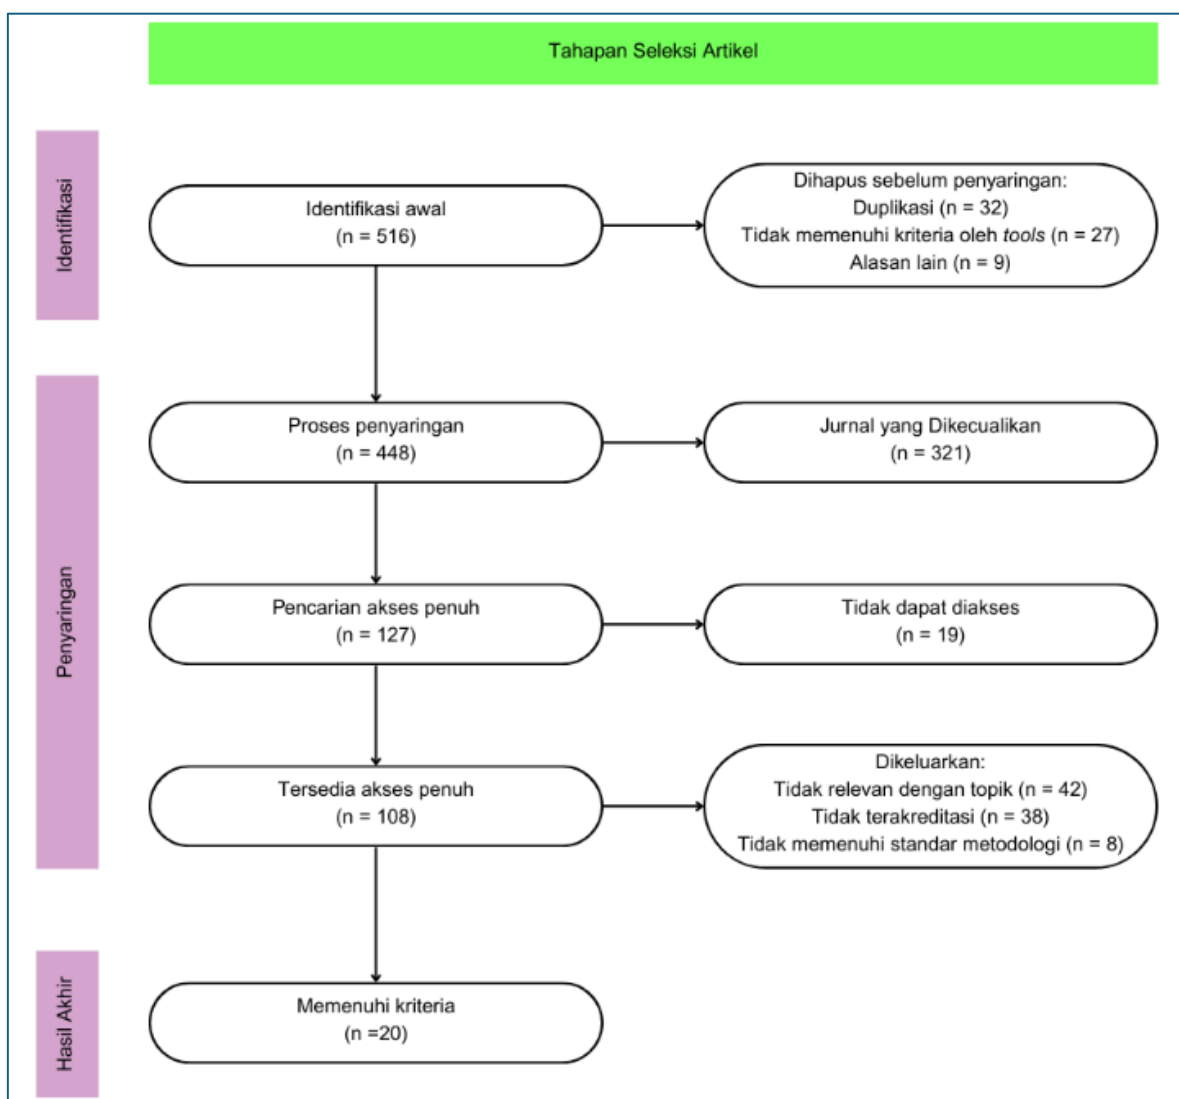 Tahapan Seleksi Artikel
Identifikasi
Identifikasi awal
(n = 516)
Dihapus sebelum penyaringan:
Duplikasi (n = 32)
Tidak memenuhi kriteria oleh tools (n = 27)
Alasan lain (n = 9)
Penyaringan
Proses penyaringan
(n = 448)
Jurnal yang Dikecualikan
(n = 321)
Pencarian akses penuh
(n = 127)
Tidak dapat diakses
(n = 19)
Tersedia akses penuh
(n = 108)
Dikeluarkan:
Tidak relevan dengan topik (n = 42)
Tidak terakreditasi (n = 38)
Tidak memenuhi standar metodologi (n = 8)
Hasil Akhir
Memenuhi kriteria
(n =20)